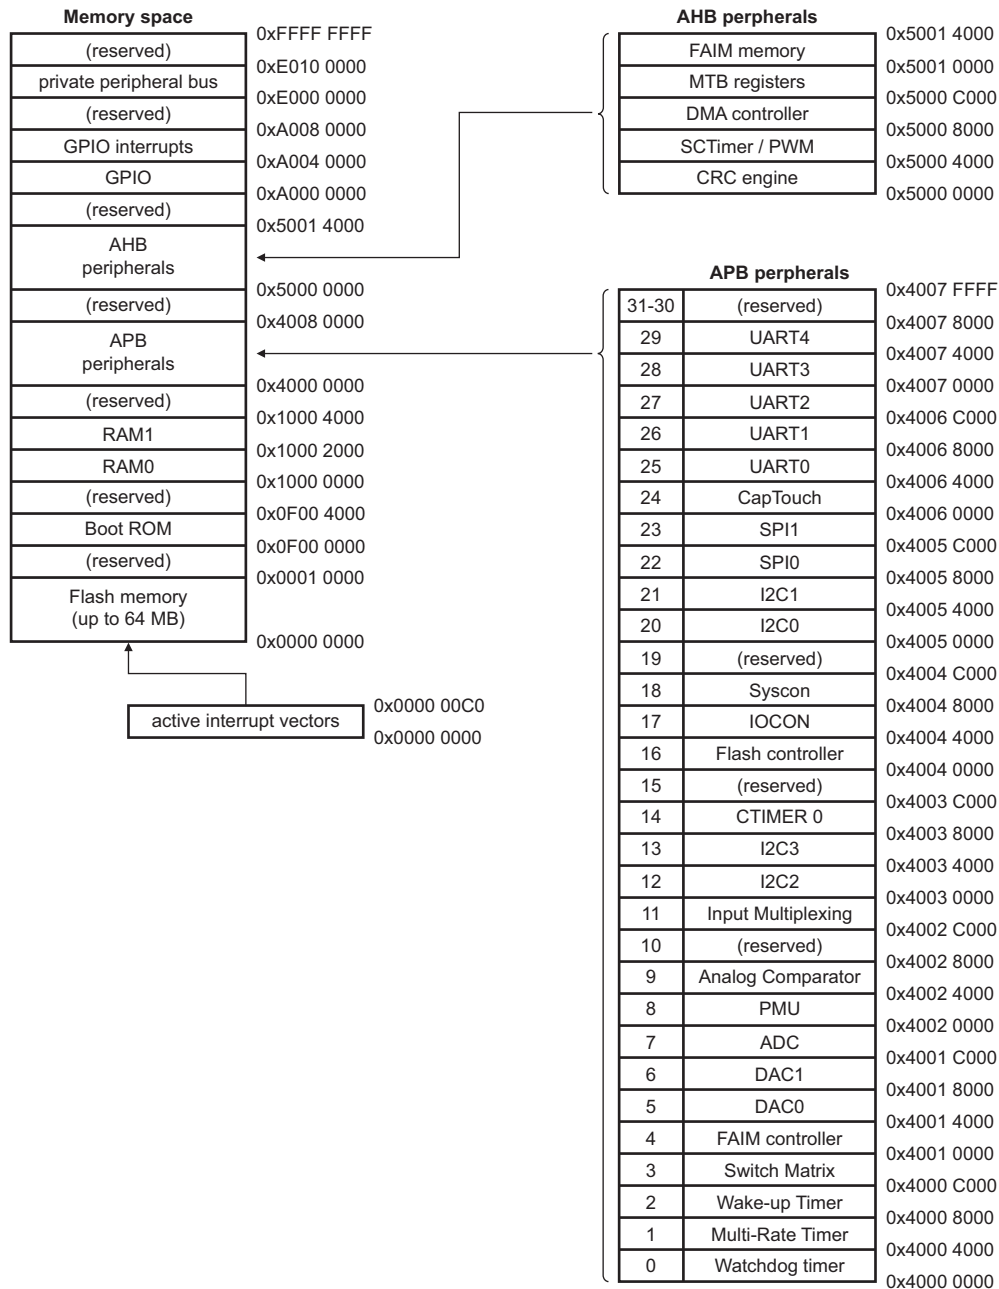 Memory space
0xFFFF FFFF
(reserved)
0xE010 0000
private peripheral bus
0xE000 0000
(reserved)
0xA008 0000
GPIO interrupts
0xA004 0000
GPIO
0xA000 0000
(reserved)
0x5001 4000
AHB
peripherals
0x5000 0000
(reserved)
0x4008 0000
APB
peripherals
0x4000 0000
(reserved)
0x1000 4000
RAM1
0x1000 2000
RAM0
0x1000 0000
(reserved)
0x0F00 4000
Boot ROM
0x0F00 0000
(reserved)
0x0001 0000
Flash memory
(up to 64 MB)
0x0000 0000
0x0000 00C0
active interrupt vectors
0x0000 0000
AHB perpherals
0x5001 4000
FAIM memory
0x5001 0000
MTB registers
0x5000 C000
DMA controller
0x5000 8000
SCTimer / PWM
0x5000 4000
CRC engine
0x5000 0000
APB perpherals
0x4007 FFFF
31-30 (reserved)
0x4007 8000
29 UART4
0x4007 4000
28 UART3
0x4007 0000
27 UART2
0x4006 C000
26 UART1
0x4006 8000
25 UART0
0x4006 4000
24 CapTouch
0x4006 0000
23 SPI1
0x4005 C000
22 SPI0
0x4005 8000
21 I2C1
0x4005 4000
20 I2C0
0x4005 0000
19 (reserved)
0x4004 C000
18 Syscon
0x4004 8000
17 IOCON
0x4004 4000
16 Flash controller
0x4004 0000
15 (reserved)
0x4003 C000
14 CTIMER 0
0x4003 8000
13 I2C3
0x4003 4000
12 I2C2
0x4003 0000
11 Input Multiplexing
0x4002 C000
10 (reserved)
0x4002 8000
9 Analog Comparator
0x4002 4000
8 PMU
0x4002 0000
7 ADC
0x4001 C000
6 DAC1
0x4001 8000
5 DAC0
0x4001 4000
4 FAIM controller
0x4001 0000
3 Switch Matrix
0x4000 C000
2 Wake-up Timer
0x4000 8000
1 Multi-Rate Timer
0x4000 4000
0 Watchdog timer
0x4000 0000